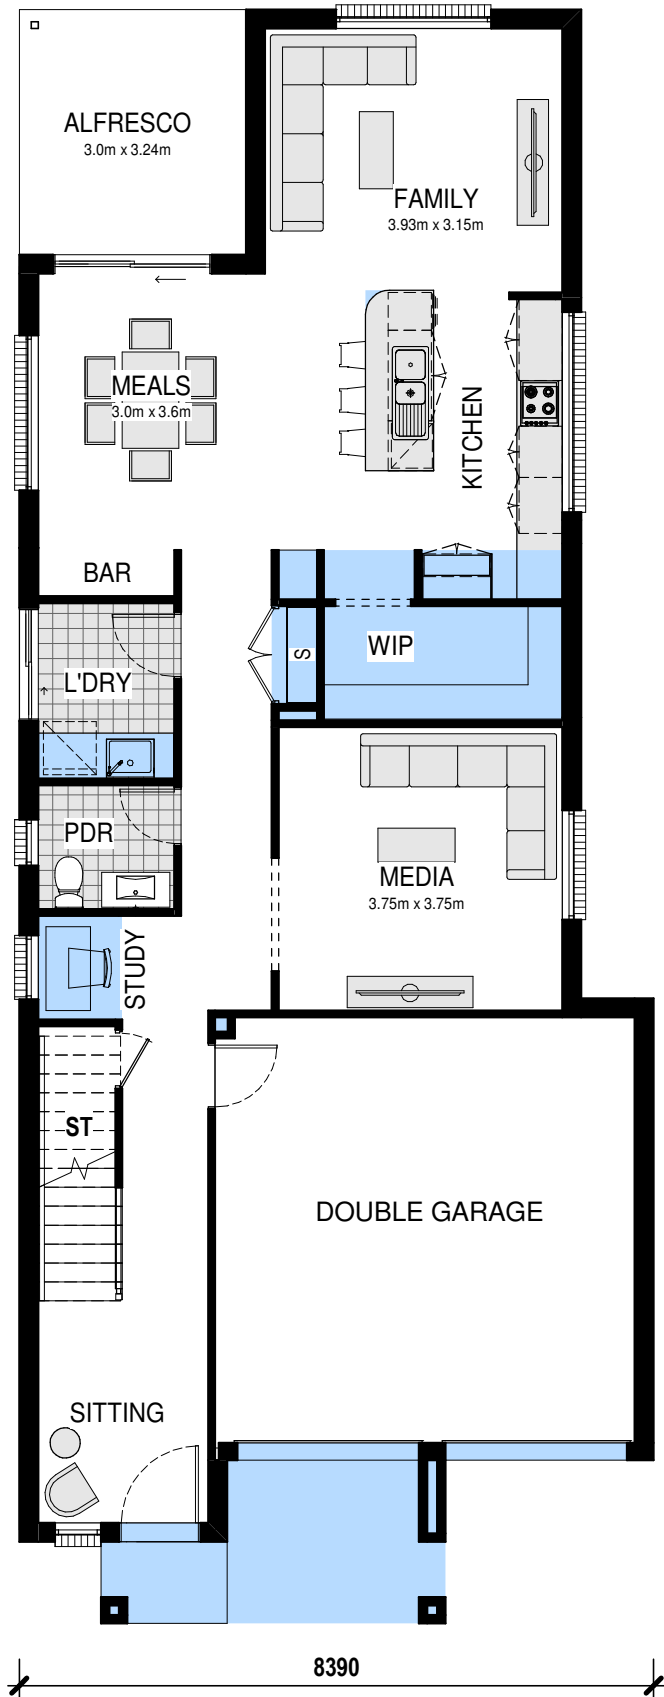 ALFRESCO
3.0m x 3.24m
FAMILY
3.93m x 3.15m
MEALS
3.0m x 3.6m
KITCHEN
BAR
WIP
S
L'DRY
PDR
MEDIA
3.75m x 3.75m
STUDY
ST
DOUBLE GARAGE
SITTING
8390